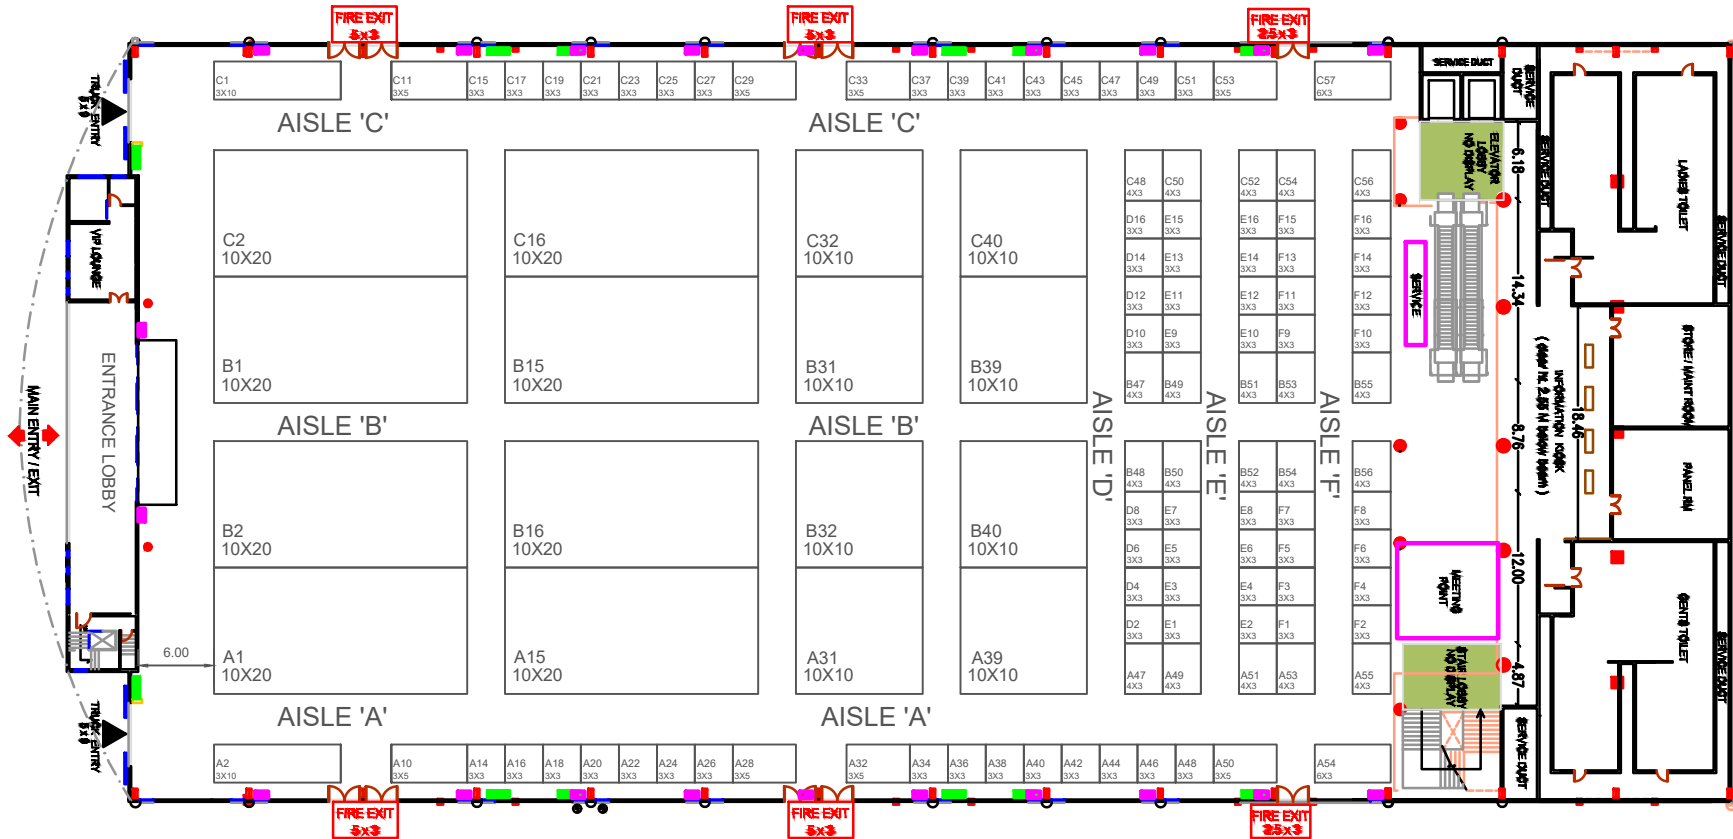 FIRE EXIT
5x3
FIRE EXIT
5x3
FIRE EXIT
2.5x3
TRUCK ENTRY
C1
3X10
C11
3X5
C15
3X3
C17
3X3
C19
3X3
C21
3X3
C23
3X3
C25
3X3
C27
3X3
C29
3X5
C33
3X5
C37
3X3
C39
3X3
C41
3X3
C43
3X3
C45
3X3
C47
3X3
C49
3X3
C51
3X3
C53
3X5
C57
6X3
SERVICE DUCT
SERVICE
DUCT
AISLE 'C'
AISLE 'C'
ELEVATOR
LOBBY
NO DISPLAY
6.18
SERVICE DUCT
LADIES TOILET
SERVICE DUCT
VIP LOUNGE
C2
10X20
C16
10X20
C32
10X10
C40
10X10
C48
4X3
C50
4X3
C52
4X3
C54
4X3
C56
4X3
D16
3X3
E15
3X3
E16
3X3
F15
3X3
F16
3X3
D14
3X3
E13
3X3
E14
3X3
F13
3X3
F14
3X3
D12
3X3
E11
3X3
E12
3X3
F11
3X3
F12
3X3
D10
3X3
E9
3X3
E10
3X3
F9
3X3
F10
3X3
B47
4X3
B49
4X3
B51
4X3
B53
4X3
B55
4X3
SERVICE
14.34
B1
10X20
B15
10X20
B31
10X10
B39
10X10
ENTRANCE LOBBY
MAIN ENTRY / EXIT
AISLE 'B'
AISLE 'B'
AISLE 'D'
AISLE 'E'
AISLE 'F'
8.76
INFORMATION KIOSK
( clear ht. 2.55 M below beam )
18.46
STORE / MAINT ROOM
PANEL RM
B2
10X20
B16
10X20
B32
10X10
B40
10X10
B48
4X3
B50
4X3
B52
4X3
B54
4X3
B56
4X3
D8
3X3
E7
3X3
E8
3X3
F7
3X3
F8
3X3
D6
3X3
E5
3X3
E6
3X3
F5
3X3
F6
3X3
D4
3X3
E3
3X3
E4
3X3
F3
3X3
F4
3X3
D2
3X3
E1
3X3
E2
3X3
F1
3X3
F2
3X3
A47
4X3
A49
4X3
A51
4X3
A53
4X3
A55
4X3
MEETING
POINT
12.00
GENTS TOILET
SERVICE DUCT
6.00
A1
10X20
A15
10X20
A31
10X10
A39
10X10
STAIR LOBBY
NO DISPLAY
4.87
AISLE 'A'
AISLE 'A'
TRUCK ENTRY
SERVICE DUCT
A2
3X10
A10
3X5
A14
3X3
A16
3X3
A18
3X3
A20
3X3
A22
3X3
A24
3X3
A26
3X3
A28
3X5
A32
3X5
A34
3X3
A36
3X3
A38
3X3
A40
3X3
A42
3X3
A44
3X3
A46
3X3
A48
3X3
A50
3X5
A54
6X3
FIRE EXIT
5x3
FIRE EXIT
5x3
FIRE EXIT
2.5x3